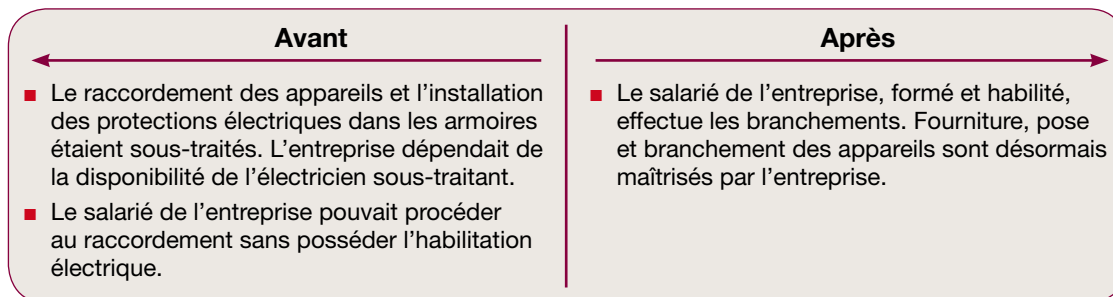 Avant
■ Le raccordement des appareils et l’installation
des protections électriques dans les armoires
étaient sous-traités. L’entreprise dépendait de
la disponibilité de l’électricien sous-traitant.
■ Le salarié de l’entreprise pouvait procéder
au raccordement sans posséder l’habilitation
électrique.
Après
■ Le salarié de l’entreprise, formé et habilité,
effectue les branchements. Fourniture, pose
et branchement des appareils sont désormais
maîtrisés par l’entreprise.